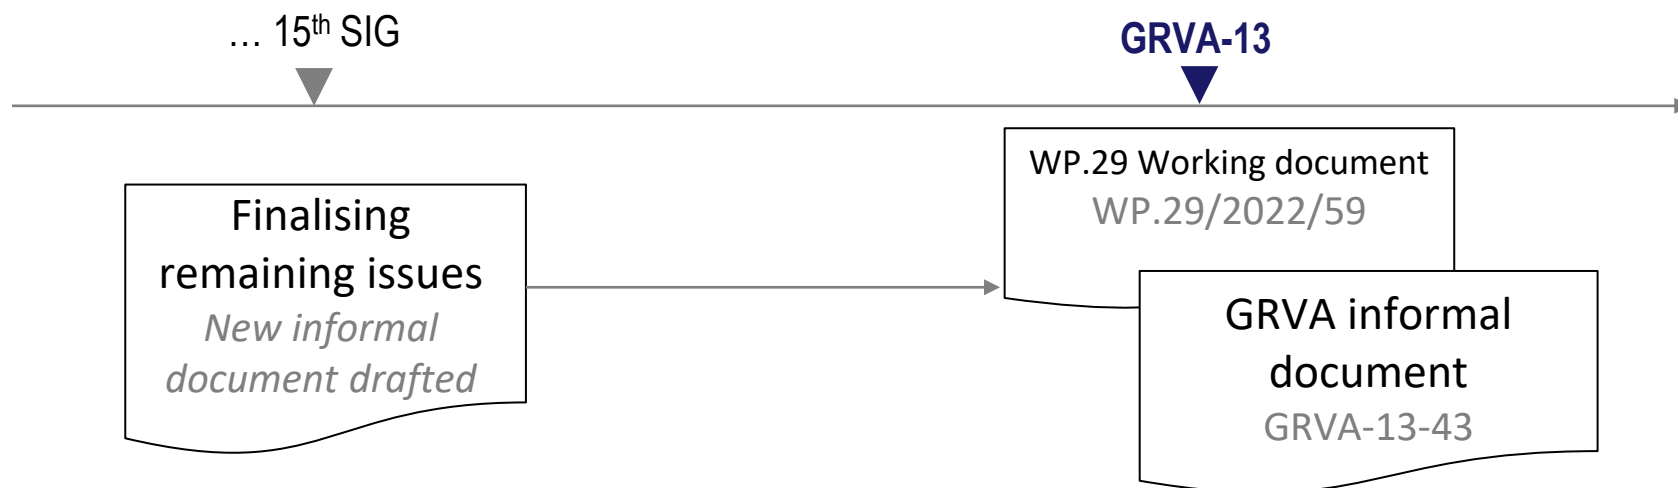 … 15th SIG
GRVA-13
Finalising
remaining issues
New informal
document drafted
WP.29 Working document
WP.29/2022/59
GRVA informal
document
GRVA-13-43